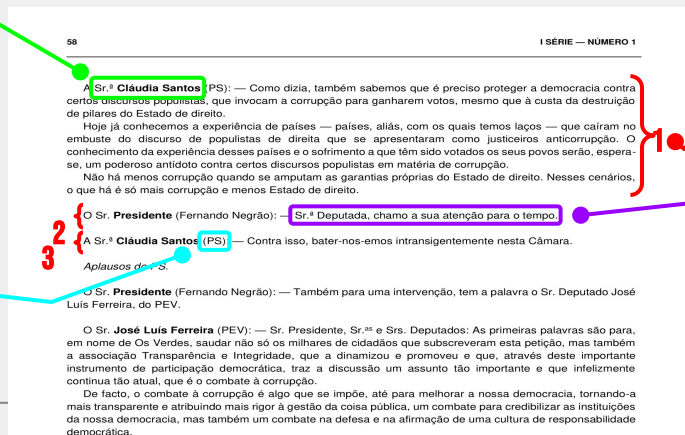 58
I SÉRIE — NÚMERO 1
A Sr.ª Cláudia Santos (PS): — Como dizia, também sabemos que é preciso proteger a democracia contra
certos discursos populistas, que invocam a corrupção para ganharem votos, mesmo que à custa da destruição
de pilares do Estado de direito.
Hoje já conhecemos a experiência de países — países, aliás, com os quais temos laços — que caíram no
embuste do discurso de populistas de direita que se apresentaram como justiceiros anticorrupção. O
conhecimento da experiência desses países e o sofrimento a que têm sido votados os seus povos serão, espera-
se, um poderoso antídoto contra certos discursos populistas em matéria de corrupção.
Não há menos corrupção quando se amputam as garantias próprias do Estado de direito. Nesses cenários,
o que há é só mais corrupção e menos Estado de direito.
1
O Sr. Presidente (Fernando Negrão): — Sr.ª Deputada, chamo a sua atenção para o tempo.
2
A Sr.ª Cláudia Santos (PS): — Contra isso, bater-nos-emos intransigentemente nesta Câmara.
3
Aplausos do PS.
O Sr. Presidente (Fernando Negrão): — Também para uma intervenção, tem a palavra o Sr. Deputado José
Luís Ferreira, do PEV.
O Sr. José Luís Ferreira (PEV): — Sr. Presidente, Sr.ªs e Srs. Deputados: As primeiras palavras são para,
em nome de Os Verdes, saudar não só os milhares de cidadãos que subscreveram esta petição, mas também
a associação Transparência e Integridade, que a dinamizou e promoveu e que, através deste importante
instrumento de participação democrática, traz a discussão um assunto tão importante e que infelizmente
continua tão atual, que é o combate à corrupção.
De facto, o combate à corrupção é algo que se impõe, até para melhorar a nossa democracia, tornando-a
mais transparente e atribuindo mais rigor à gestão da coisa pública, um combate para credibilizar as instituições
da nossa democracia, mas também um combate na defesa e na afirmação de uma cultura de responsabilidade
democrática.